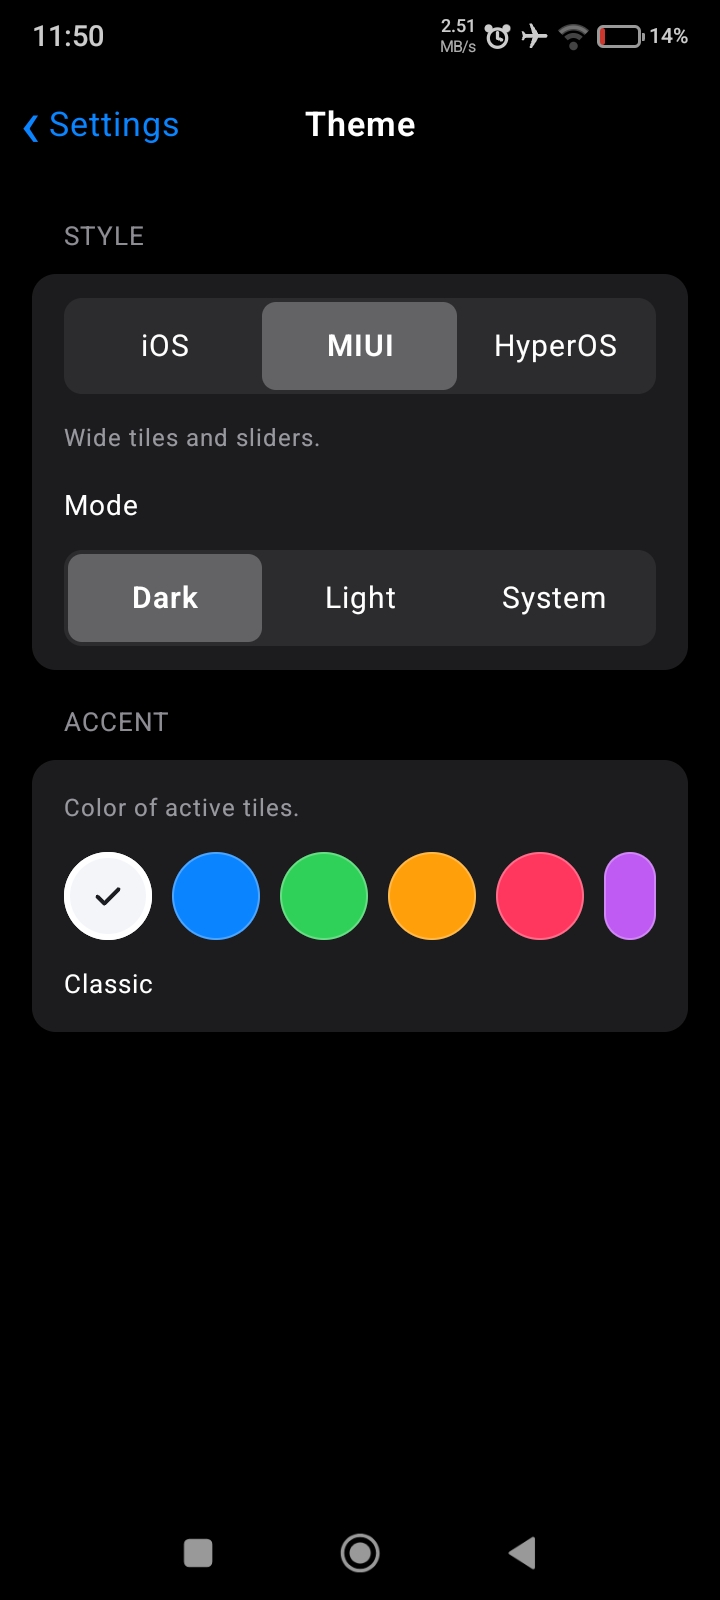 11:50
2.51
MB/s
14%
Settings
Theme
STYLE
iOS
MIUI
HyperOS
Wide tiles and sliders.
Mode
Dark
Light
System
ACCENT
Color of active tiles.
Classic